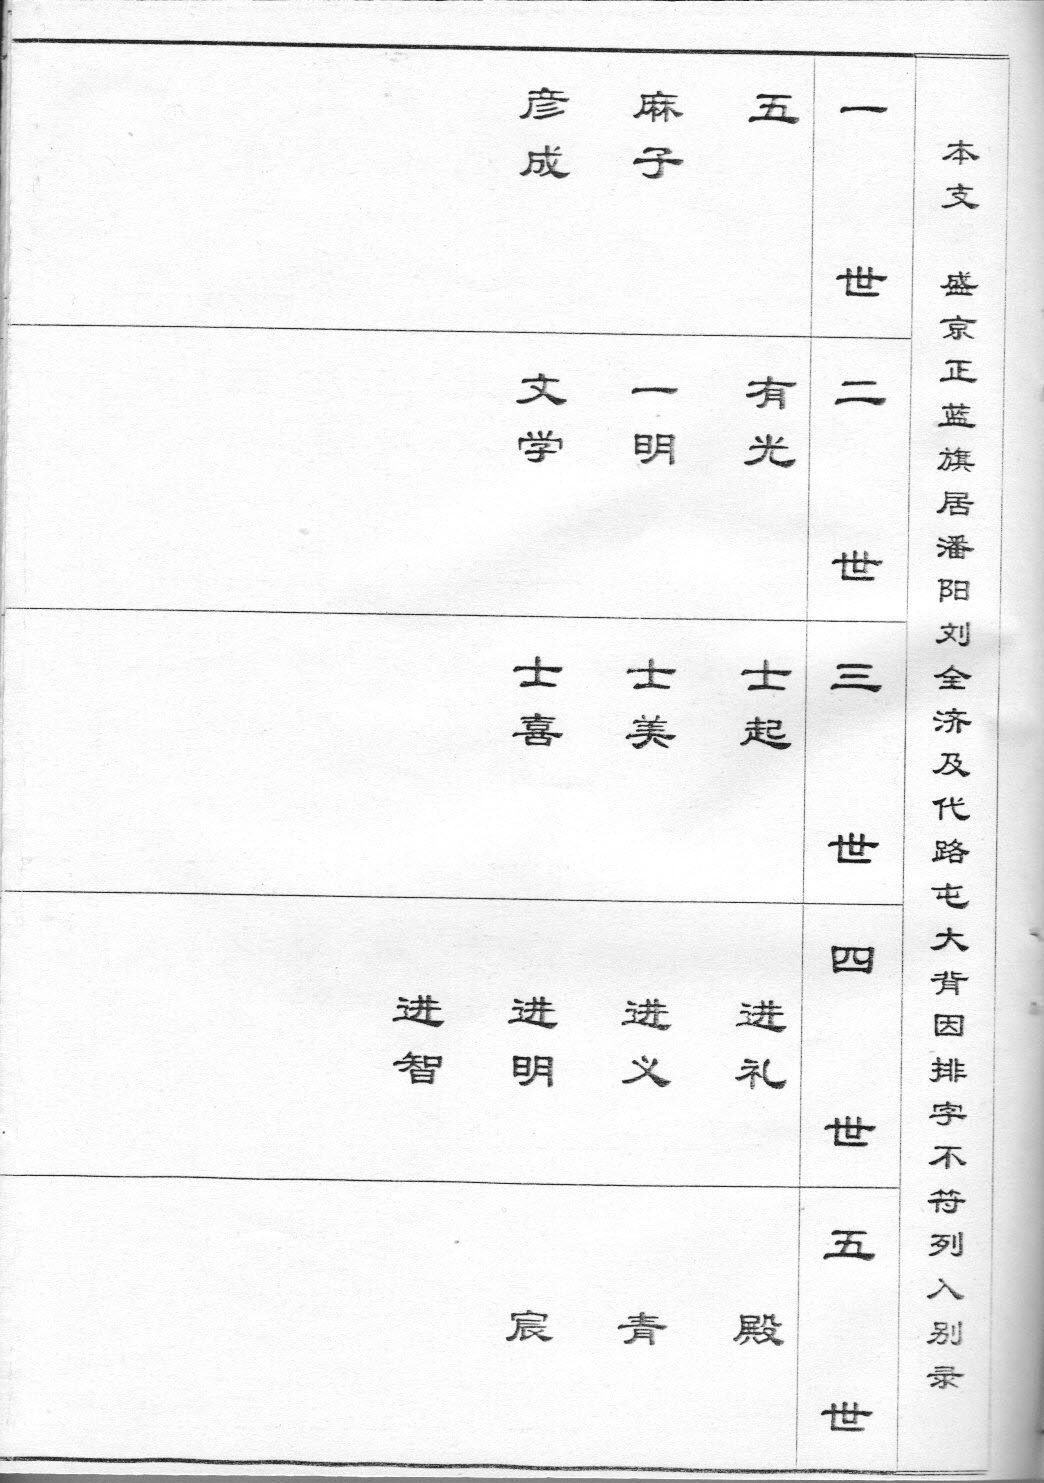 本支 盛京正蓝旗居潘阳刘全济及代路屯大背因排字不符列入别录
一世
五
麻子
彦成
二世
有光
一明
文学
三世
士起
士美
士喜
四世
进礼
进义
进明
进智
五世
殿
青
宸